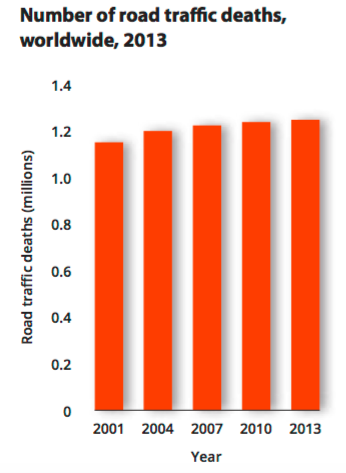 Number of road traffic deaths,
worldwide, 2013
Road traffic deaths (millions)
1.4
1.2
1.0
0.8
0.6
0.4
0.2
0
2001 2004 2007 2010 2013
Year